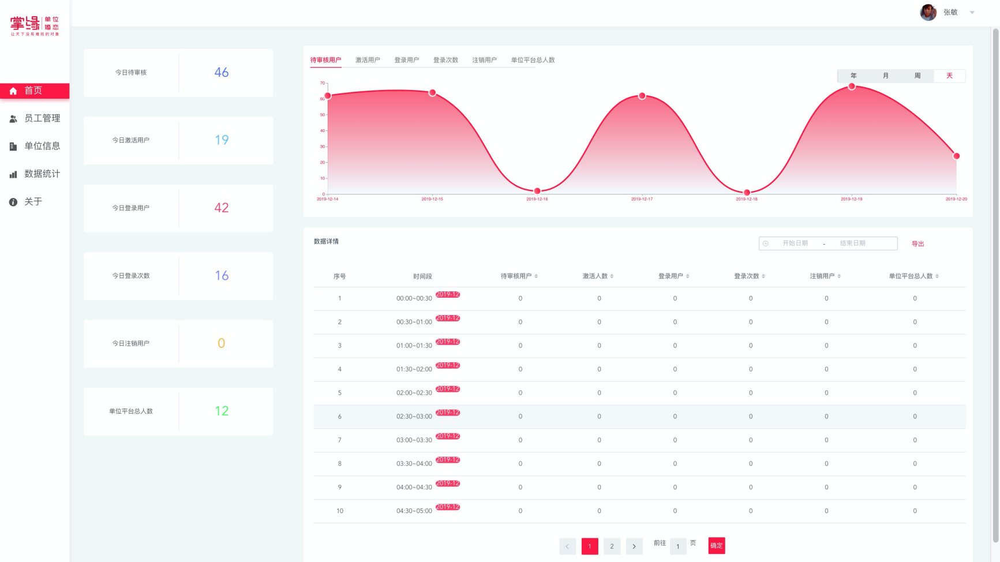 掌缘 单位婚恋
让天下没有难找的对象
张敏
首页
员工管理
单位信息
数据统计
关于
今日待审核 46
今日激活用户 19
今日登录用户 42
今日登录次数 16
今日注销用户 0
单位平台总人数 12
待审核用户 激活用户 登录用户 登录次数 注销用户 单位平台总人数
年 月 周 天
70
60
50
40
30
20
10
0
2019-12-14 2019-12-15 2019-12-16 2019-12-17 2019-12-18 2019-12-19 2019-12-20
数据详情 开始日期 - 结束日期 导出
序号 时间段 待审核用户 激活人数 登录用户 登录次数 注销用户 单位平台总人数
1 00:00~00:30 2019-12 0 0 0 0 0 0
2 00:30~01:00 2019-12 0 0 0 0 0 0
3 01:00~01:30 2019-12 0 0 0 0 0 0
4 01:30~02:00 2019-12 0 0 0 0 0 0
5 02:00~02:30 2019-12 0 0 0 0 0 0
6 02:30~03:00 2019-12 0 0 0 0 0 0
7 03:00~03:30 2019-12 0 0 0 0 0 0
8 03:30~04:00 2019-12 0 0 0 0 0 0
9 04:00~04:30 2019-12 0 0 0 0 0 0
10 04:30~05:00 2019-12 0 0 0 0 0 0
< 1 2 > 前往 1 页 确定